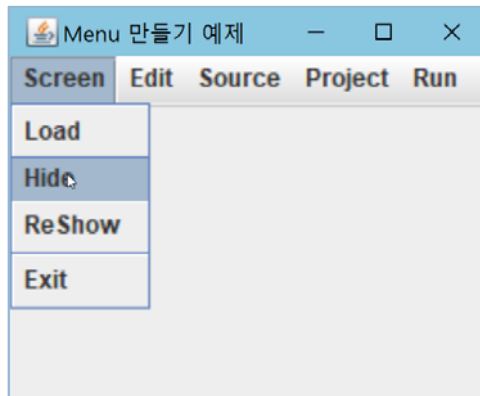 Menu 만들기 예제
Screen Edit Source Project Run
Load
Hide
ReShow
Exit